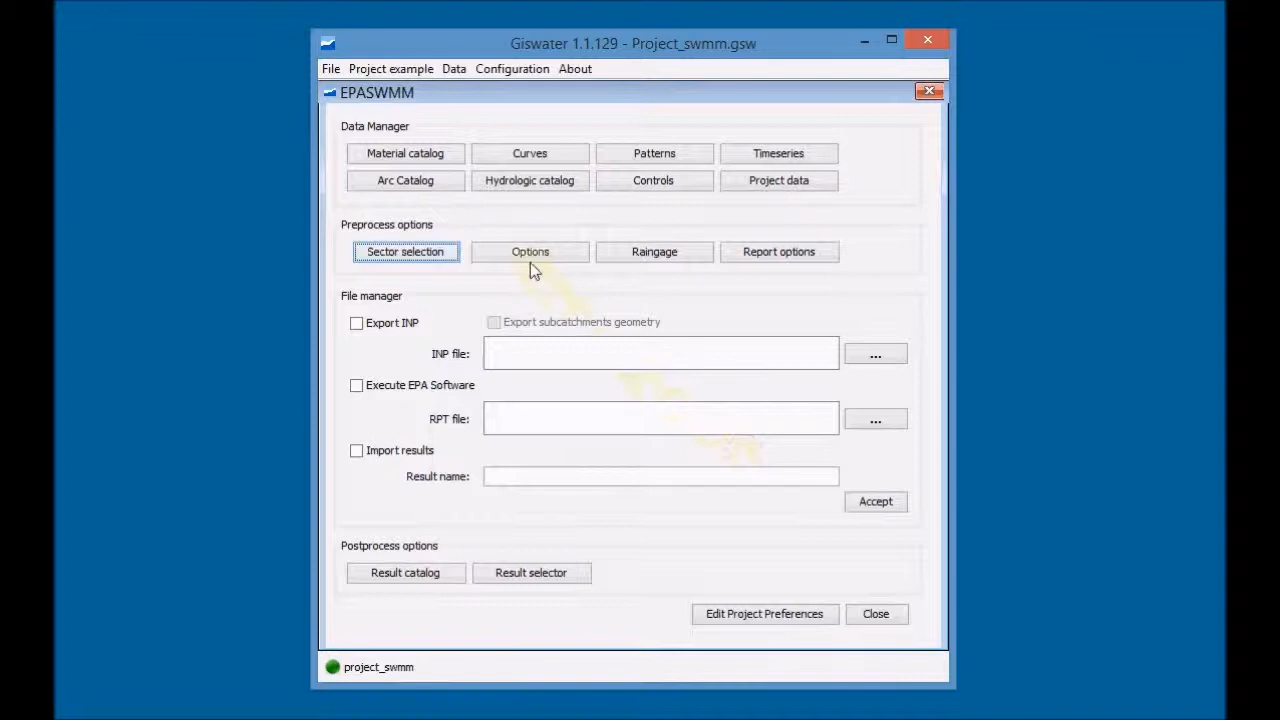 Giswater 1.1.129 - Project_swmm.gsw
File Project example Data Configuration About
EPASWMM
Data Manager
Material catalog Curves Patterns Timeseries
Arc Catalog Hydrologic catalog Controls Project data
Preprocess options
Sector selection Options Raingage Report options
File manager
Export INP Export subcatchments geometry
INP file: ...
Execute EPA Software
RPT file: ...
Import results
Result name:
Accept
Postprocess options
Result catalog Result selector
Edit Project Preferences Close
project_swmm